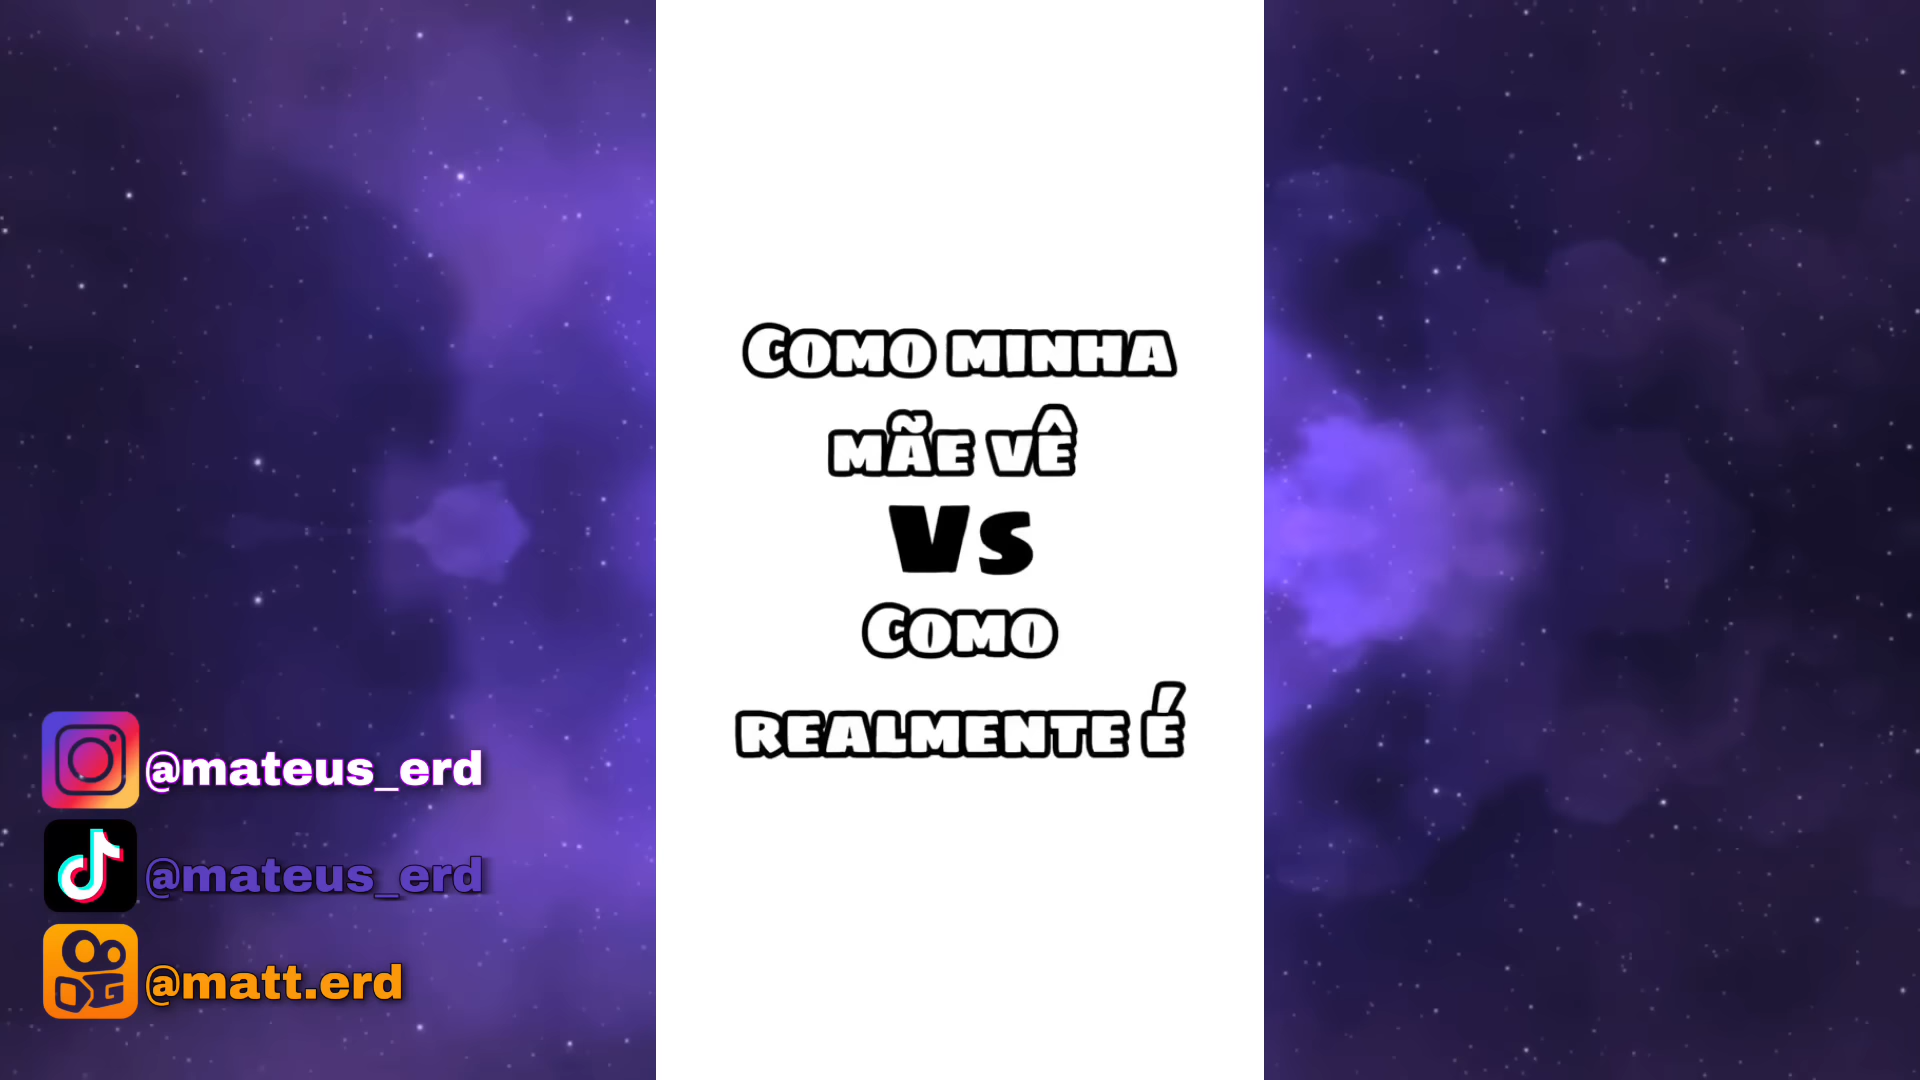 Como minha
mãe vê
Vs
Como
realmente é
@mateus_erd
@mateus_erd
@matt.erd